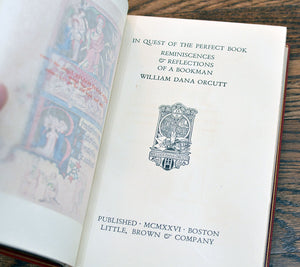 IN QUEST OF THE PERFECT BOOK
REMINISCENCES
& REFLECTIONS
OF A BOOKMAN
WILLIAM DANA ORCUTT
PUBLISHED · MCMXXVI · BOSTON
LITTLE, BROWN & COMPANY